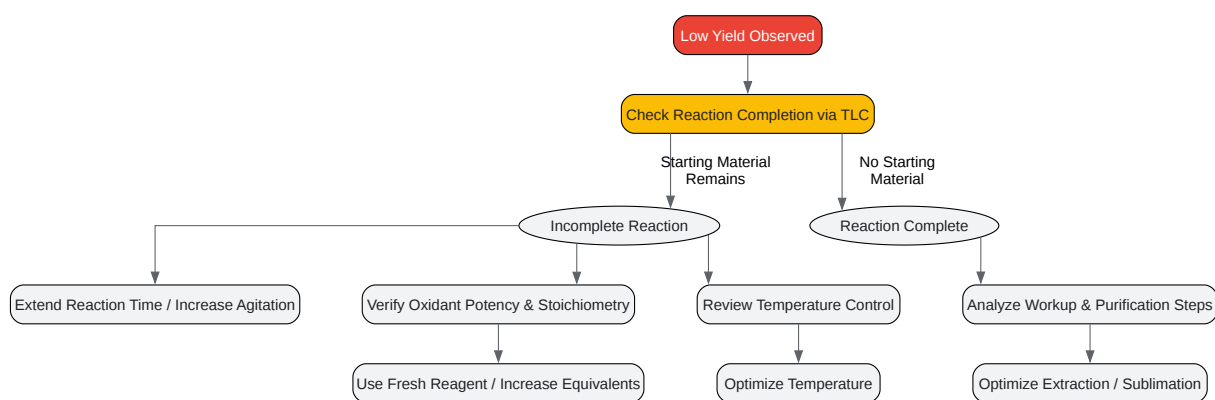 Low Yield Observed
Check Reaction Completion via TLC
Starting Material
Remains
No Starting
Material
Incomplete Reaction
Reaction Complete
Extend Reaction Time / Increase Agitation
Verify Oxidant Potency & Stoichiometry
Review Temperature Control
Analyze Workup & Purification Steps
Use Fresh Reagent / Increase Equivalents
Optimize Temperature
Optimize Extraction / Sublimation